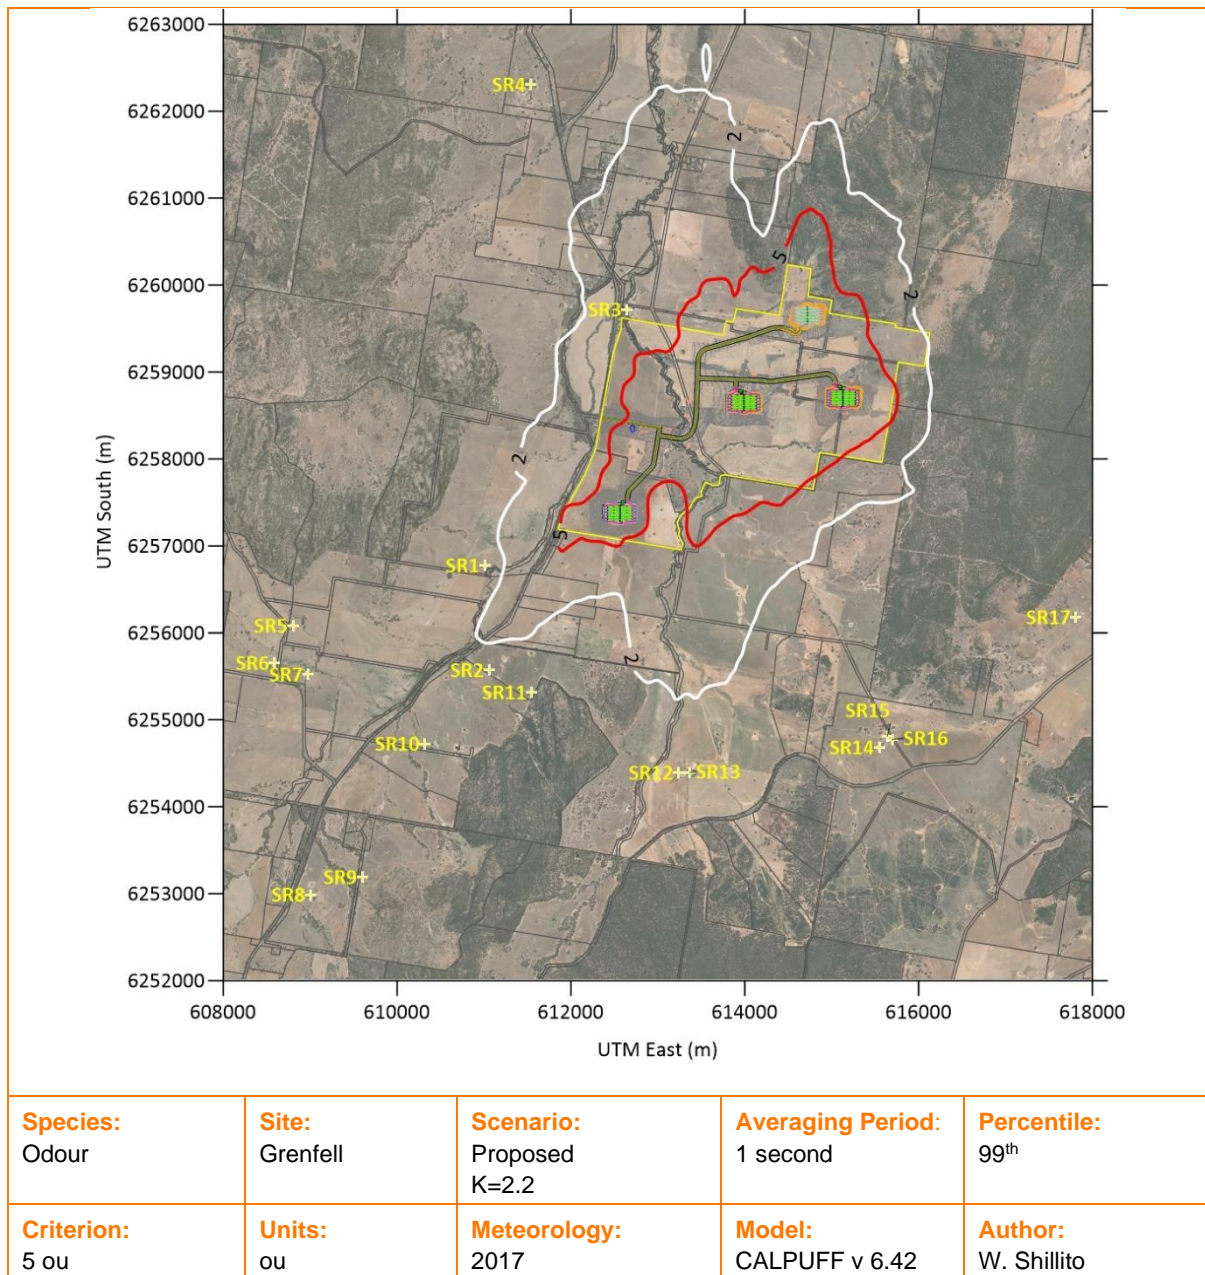 6263000
6262000
6261000
6260000
6259000
6258000
6257000
6256000
6255000
6254000
6253000
6252000
UTM South (m)
SR4
2
2
5
SR3
0
2
5
SR1
SR17
SR5
SR6
SR7
SR2
2
SR11
SR15
SR10
SR14
SR16
SR12
SR13
SR9
SR8
608000 610000 612000 614000 616000 618000
UTM East (m)
Species: Site: Scenario: Averaging Period: Percentile:
Odour Grenfell Proposed 1 second 99th
K=2.2
Criterion: Units: Meteorology: Model: Author:
5 ou ou 2017 CALPUFF v 6.42 W. Shillito